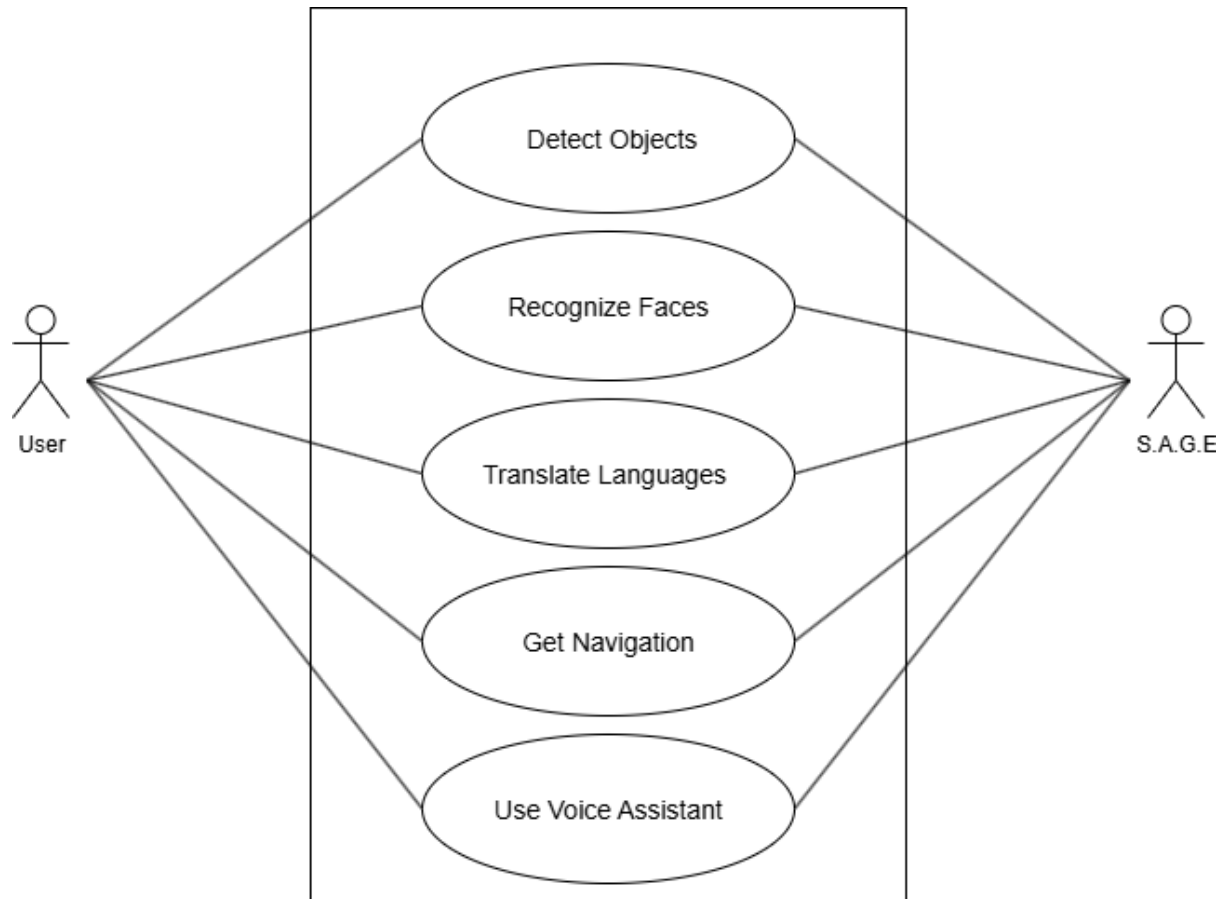 Detect Objects
Recognize Faces
Translate Languages
Get Navigation
Use Voice Assistant
User
S.A.G.E